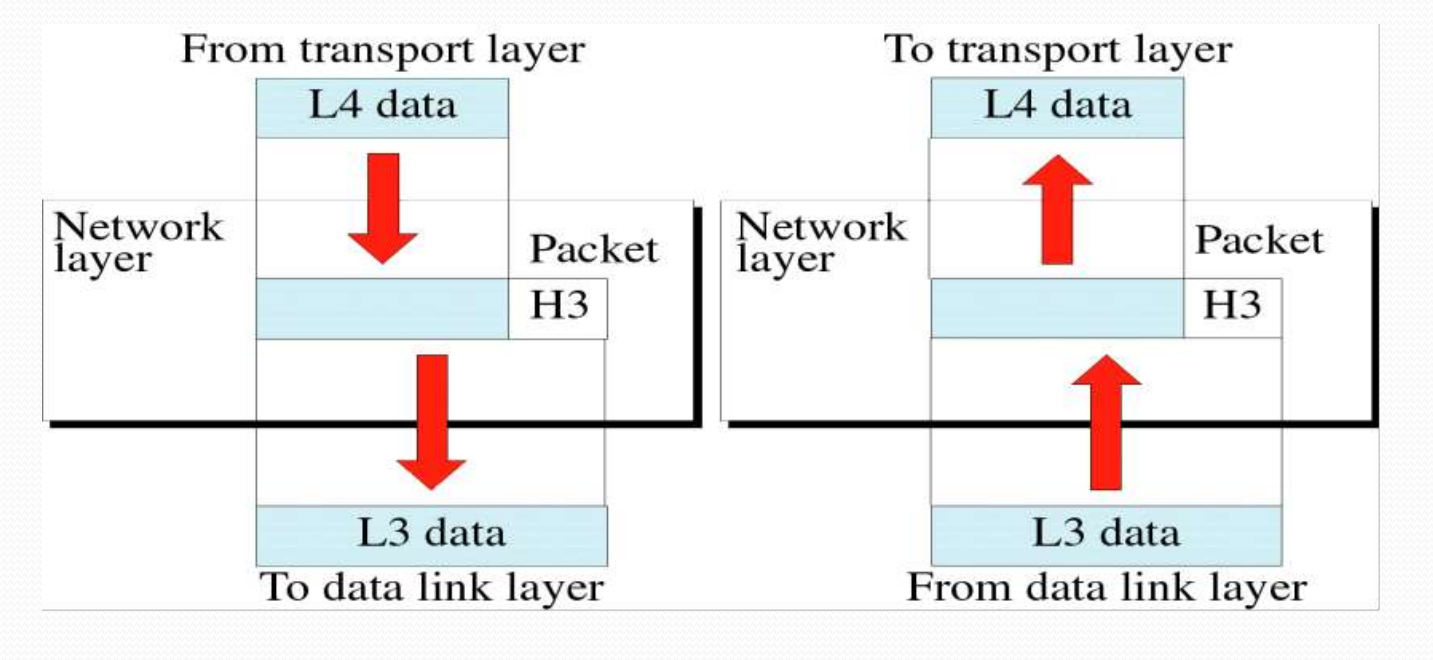 From transport layer
L4 data
Network
layer
Packet
H3
L3 data
To data link layer
To transport layer
L4 data
Network
layer
Packet
H3
L3 data
From data link layer